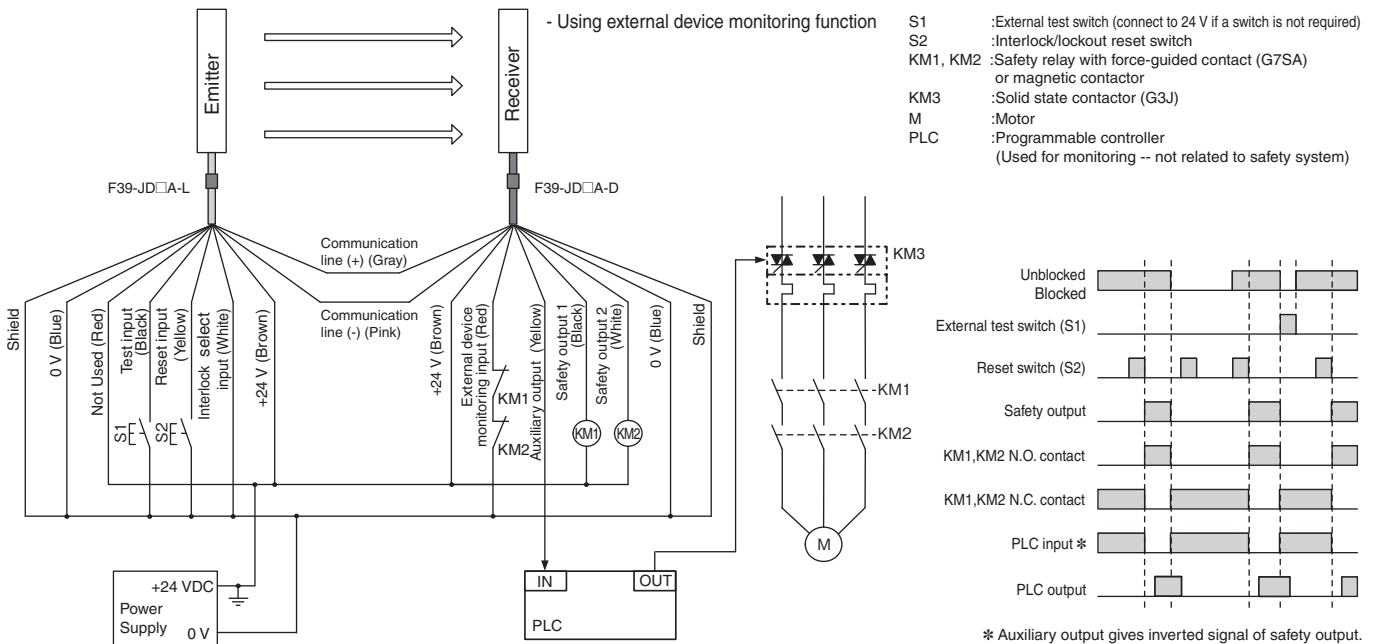 - Using external device monitoring function
S1 :External test switch (connect to 24 V if a switch is not required)
S2 :Interlock/lockout reset switch
KM1, KM2 :Safety relay with force-guided contact (G7SA)
or magnetic contactor
KM3 :Solid state contactor (G3J)
M :Motor
PLC :Programmable controller
(Used for monitoring -- not related to safety system)
Emitter
Receiver
F39-JD□A-L
F39-JD□A-D
Communication
line (+) (Gray)
Communication
line (-) (Pink)
Shield
0 V (Blue)
Not Used (Red)
Test input
(Black)
Reset input
(Yellow)
Interlock select
input (White)
+24 V (Brown)
+24 V (Brown)
External device
monitoring input (Red)
Auxiliary output (Yellow)
Safety output 1
(Black)
Safety output 2
(White)
0 V (Blue)
Shield
S1
S2
KM1
KM2
KM1
KM2
KM3
KM1
KM2
M
+24 VDC
Power
Supply
0 V
IN
OUT
PLC
Unblocked
Blocked
External test switch (S1)
Reset switch (S2)
Safety output
KM1,KM2 N.O. contact
KM1,KM2 N.C. contact
PLC input ✻
PLC output
✻ Auxiliary output gives inverted signal of safety output.